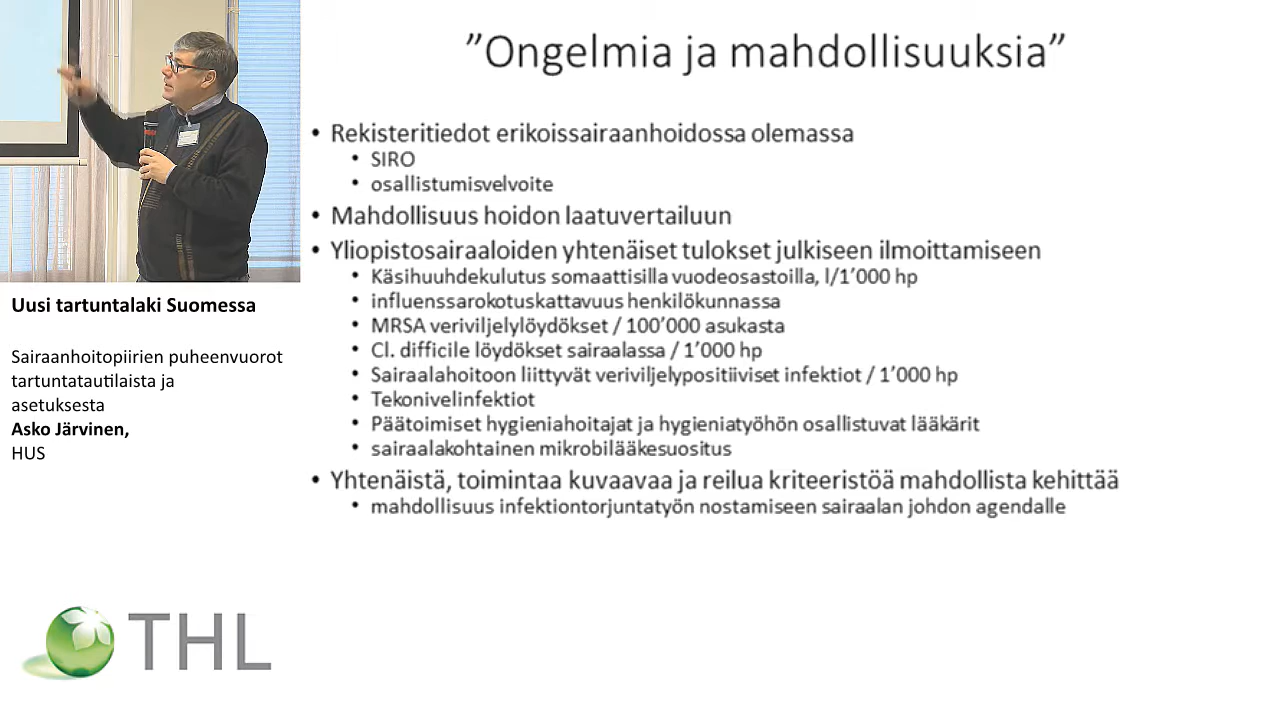 "Ongelmia ja mahdollisuuksia"
• Rekisteritiedot erikoissairaanhoidossa olemassa
• SIRO
• osallistumisvelvoite
• Mahdollisuus hoidon laatuvertailuun
• Yliopistosairaaloiden yhtenäiset tulokset julkiseen ilmoittamiseen
• Käsihuuhdekulutus somaattisilla vuodeosastoilla, l/1'000 hp
• influenssarokotuskattavuus henkilökunnassa
• MRSA veriviljelylöydökset / 100'000 asukasta
• Cl. difficile löydökset sairaalassa / 1'000 hp
• Sairaalahoitoon liittyvät veriviljelypositiiviset infektiot / 1'000 hp
• Tekonivelinfektiot
• Päätoimiset hygieniahoitajat ja hygieniatyöhön osallistuvat lääkärit
• sairaalakohtainen mikrobilääkesuositus
• Yhtenäistä, toimintaa kuvaavaa ja reilua kriteeristöä mahdollista kehittää
• mahdollisuus infektiontorjuntatyön nostamiseen sairaalan johdon agendalle
Uusi tartuntalaki Suomessa
Sairaanhoitopiirien puheenvuorot
tartuntatautilaista ja
asetuksesta
Asko Järvinen,
HUS
THL